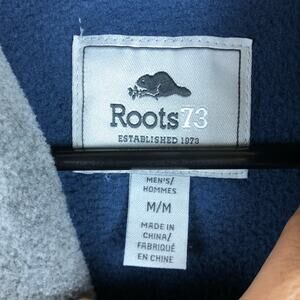 Roots73
ESTABLISHED 1973
MEN'S/
HOMMES
M/M
MADE IN
CHINA/
FABRIQUÉ
EN CHINE